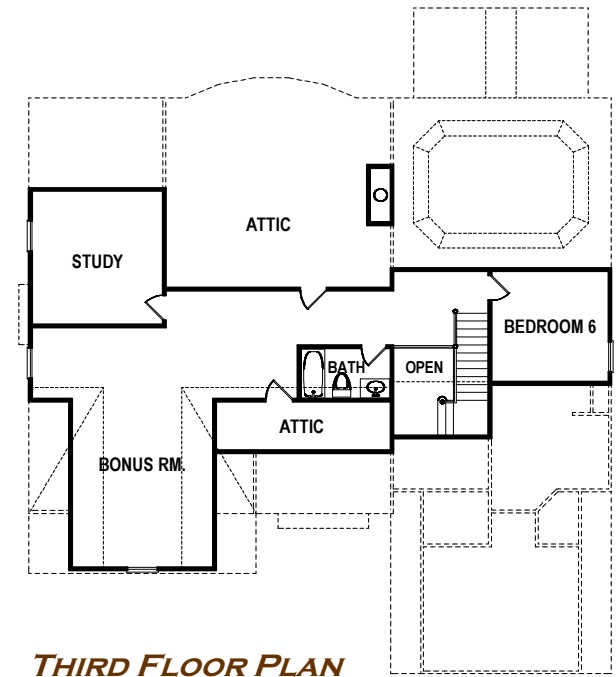 ATTIC
STUDY
BEDROOM 6
BATH
OPEN
ATTIC
BONUS RM.
THIRD FLOOR PLAN